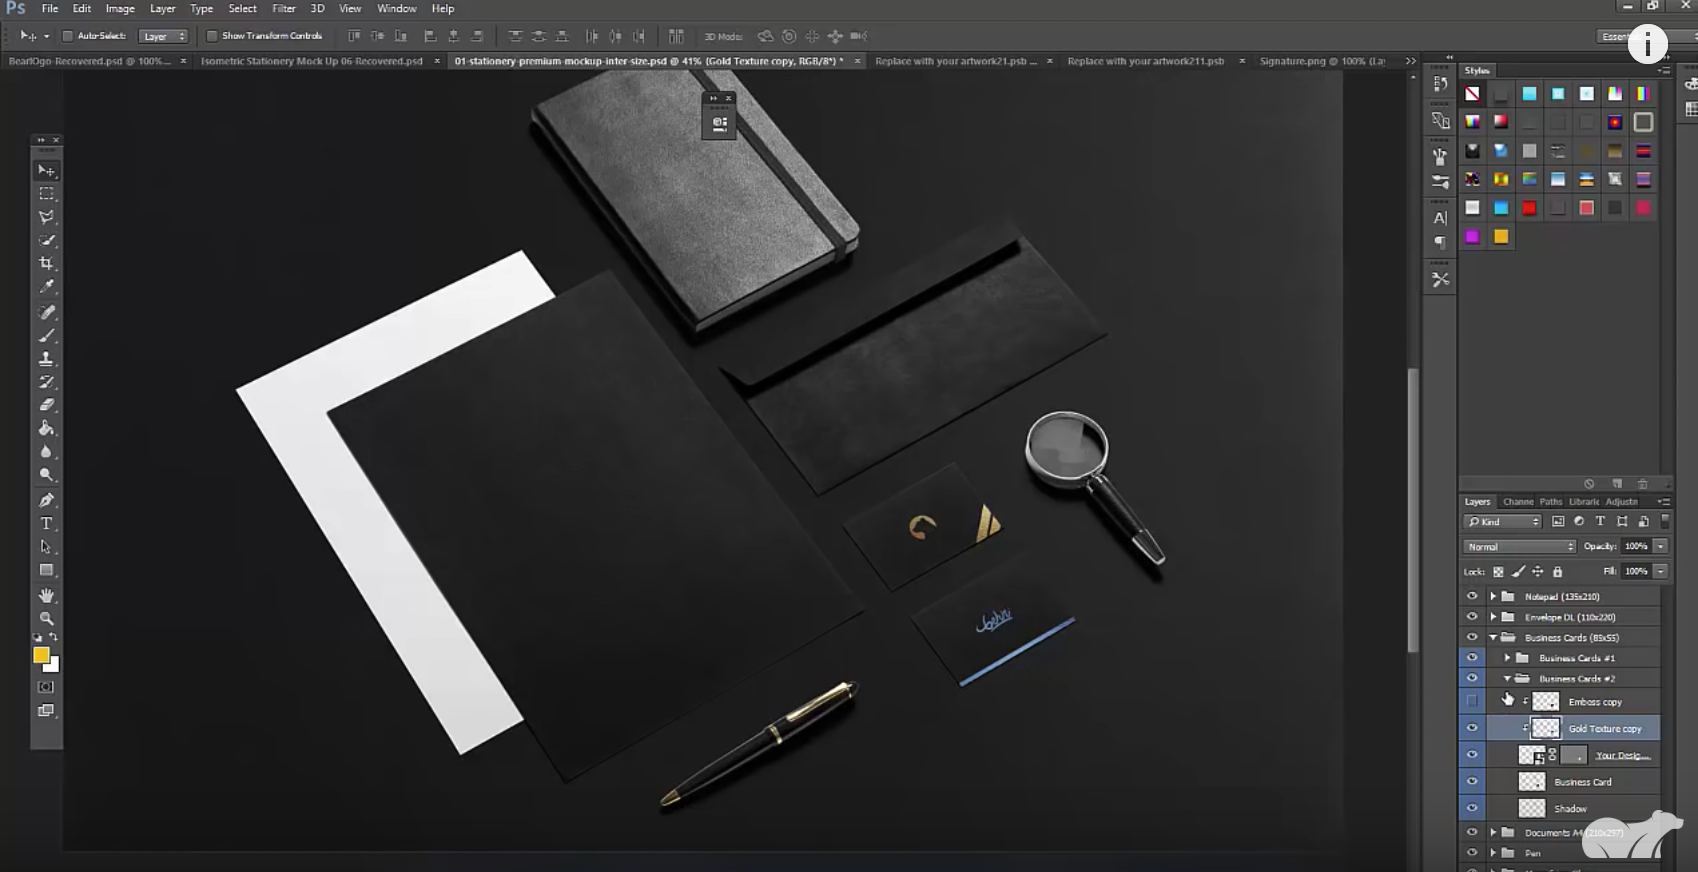 Ps File Edit Image Layer Type Select Filter 3D View Window Help
Auto-Select: Layer Show Transform Controls 3D Mode:
BearlOgo-Recovered.psd @ 100%... × Isometric Stationery Mock Up 06-Recovered.psd × 01-stationery-premium-mockup-inter-size.psd @ 41% (Gold Texture copy, RGB/8*) * × Replace with your artwork21.psb ... × Replace with your artwork211.psb × Signature.png @ 100% (La
Styles
Layers Channe Paths Librarie Adjustm
Kind
Normal Opacity: 100%
Lock: Fill: 100%
Notepad (135x210)
Envelope DL (110x220)
Business Cards (85x55)
Business Cards #1
Business Cards #2
Emboss copy
Gold Texture copy
Your Desig...
Business Card
Shadow
Documents A4 (210x297)
Pen
John